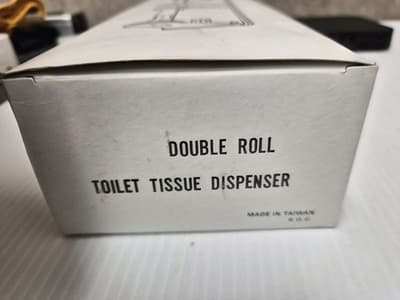 DOUBLE ROLL
TOILET TISSUE DISPENSER
MADE IN TAIWAN
R.O.C.